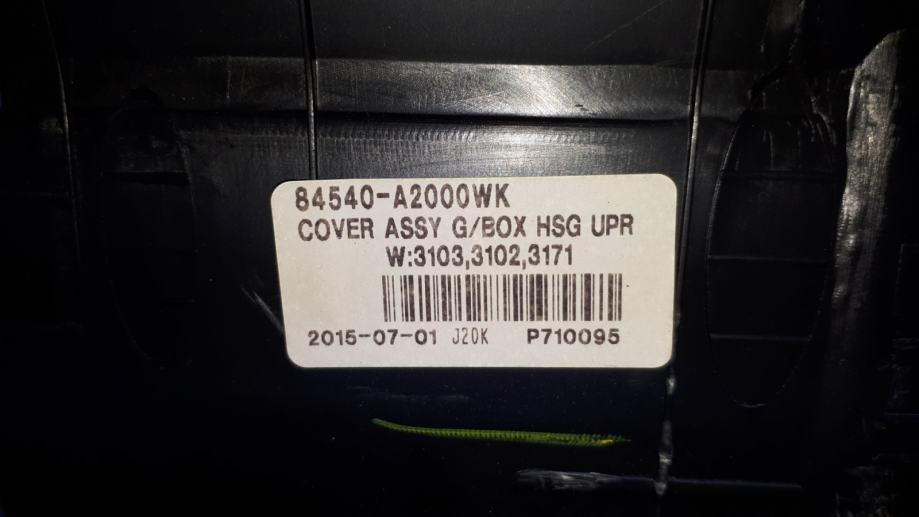 84540-A2000WK
COVER ASSY G/BOX HSG UPR
W:3103,3102,3171
2015-07-01 J20K P710095